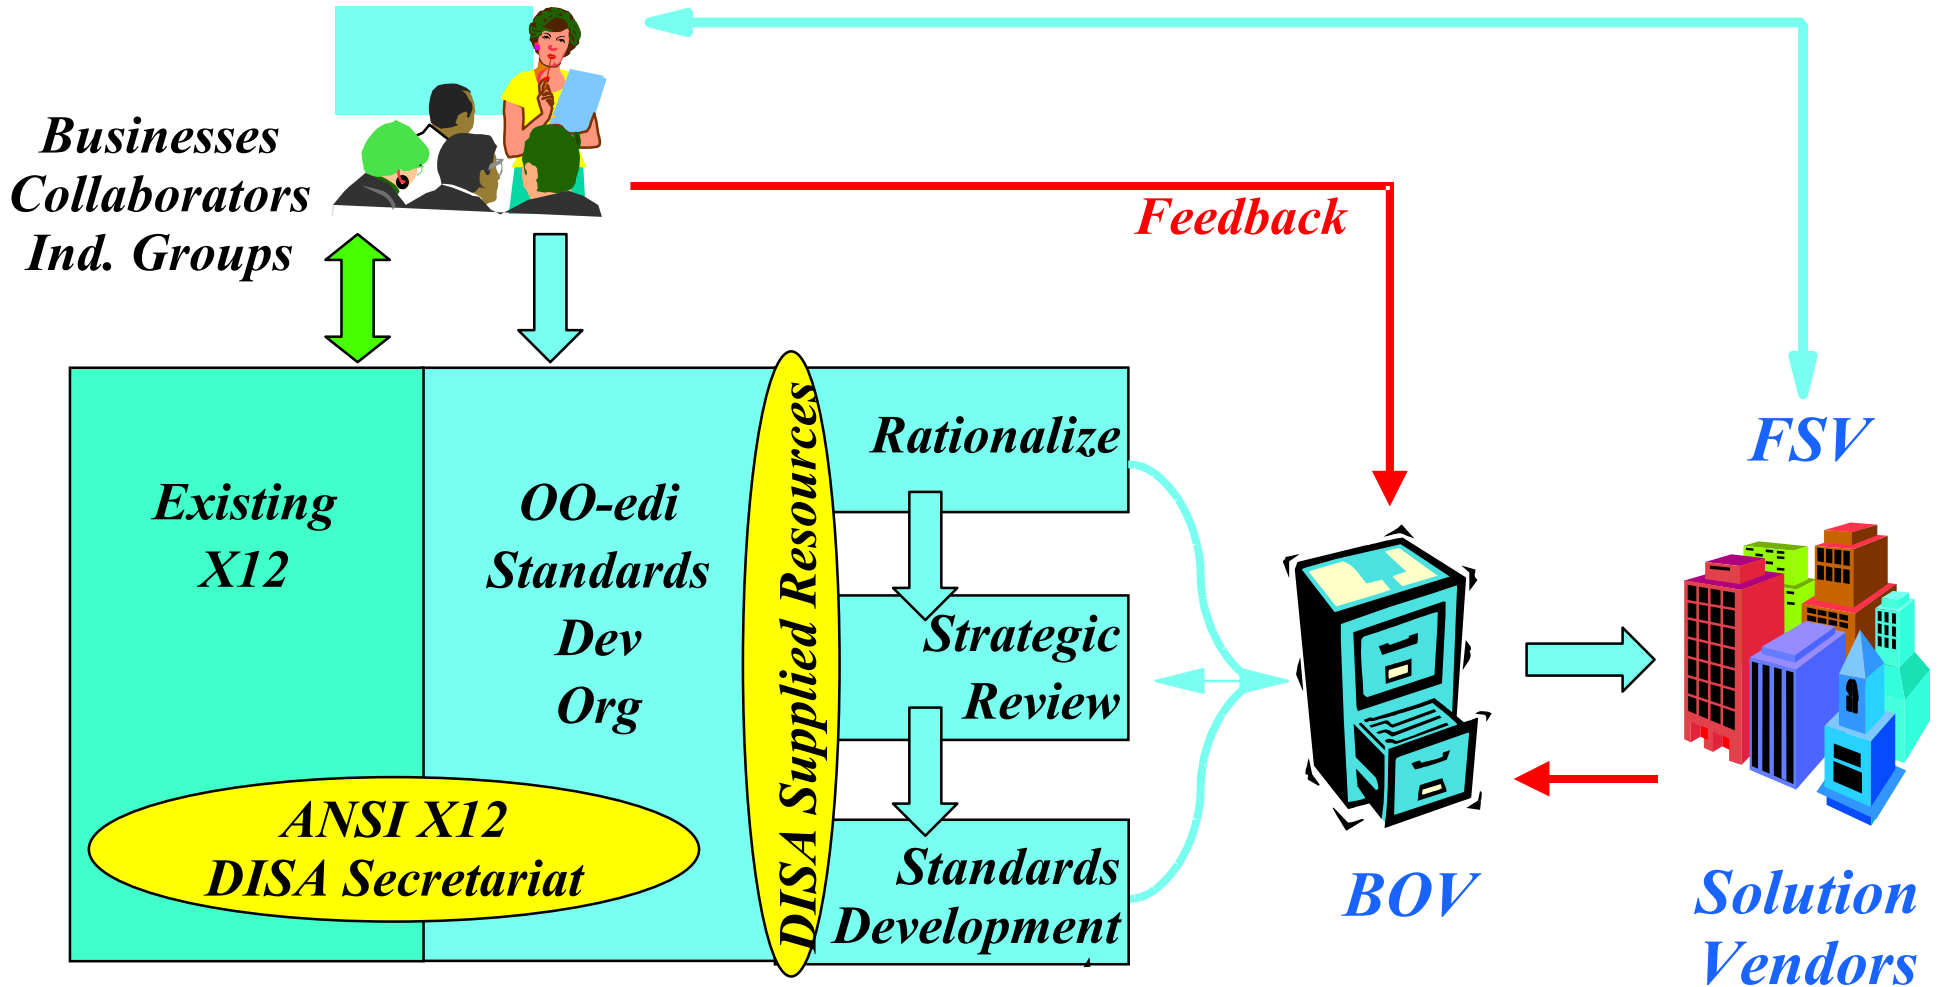 Businesses
Collaborators
Ind. Groups
Feedback
FSV
Existing
X12
OO-edi
Standards
Dev
Org
DISA Supplied Resources
Rationalize
Strategic
Review
Standards
Development
ANSI X12
DISA Secretariat
BOV
Solution
Vendors